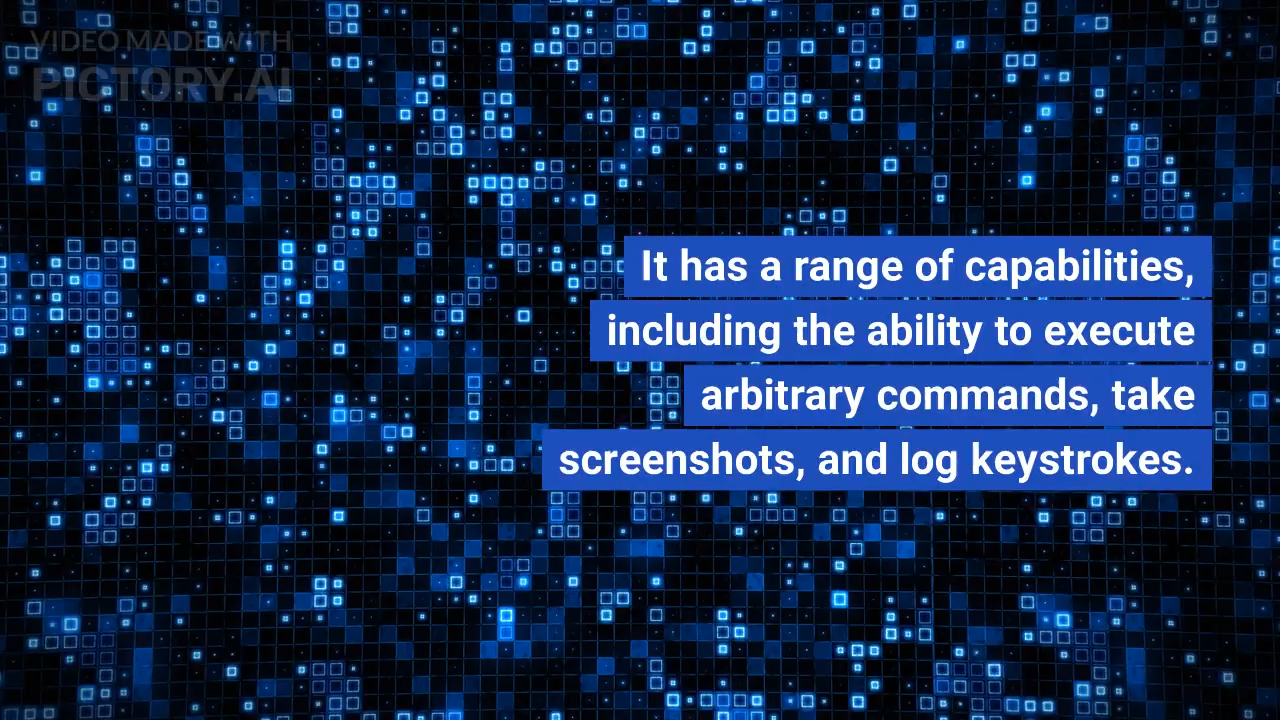 VIDEO MADE WITH
PICTORY.AI
It has a range of capabilities,
including the ability to execute
arbitrary commands, take
screenshots, and log keystrokes.